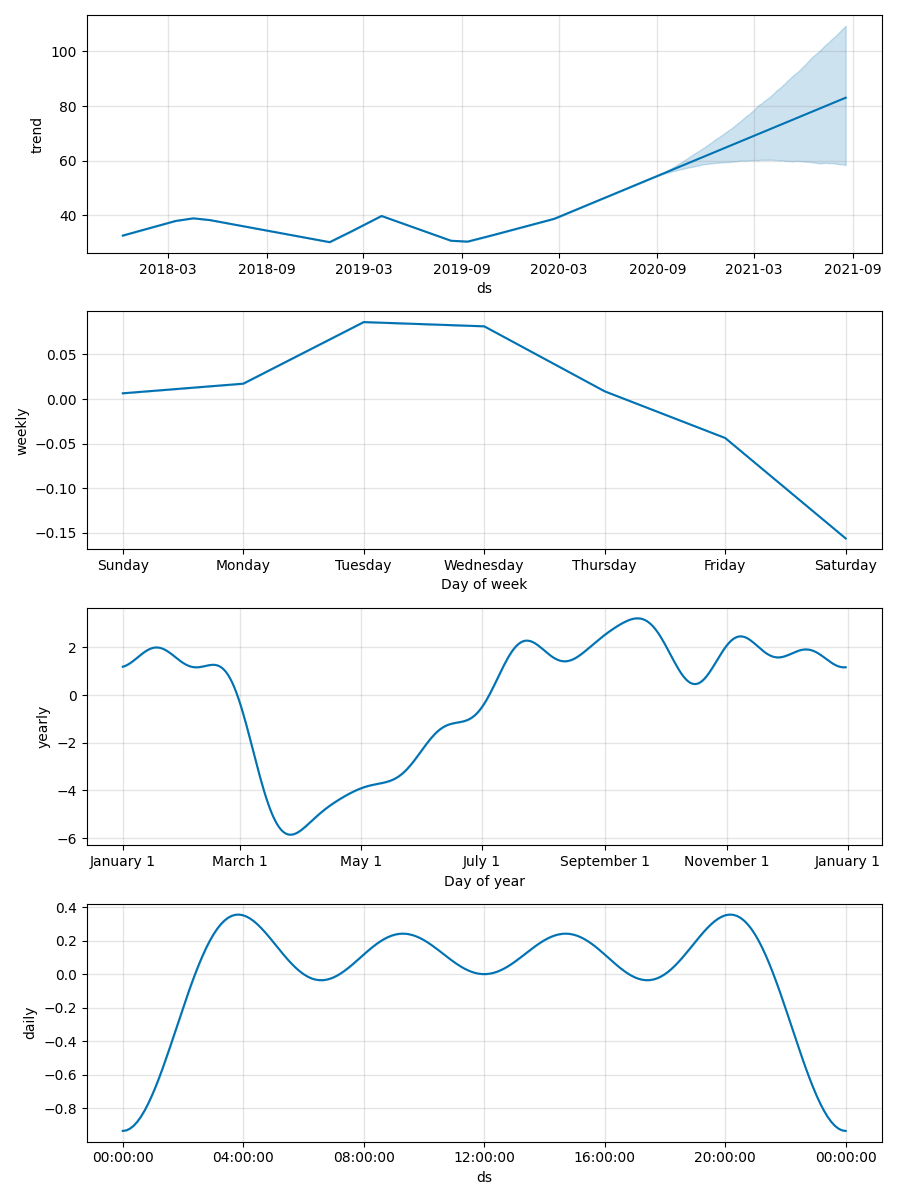 100
80
60
40
trend
2018-03 2018-09 2019-03 2019-09 2020-03 2020-09 2021-03 2021-09
ds
0.05
0.00
−0.05
−0.10
−0.15
weekly
Sunday Monday Tuesday Wednesday Thursday Friday Saturday
Day of week
2
0
−2
−4
−6
yearly
January 1 March 1 May 1 July 1 September 1 November 1 January 1
Day of year
0.4
0.2
0.0
−0.2
−0.4
−0.6
−0.8
daily
00:00:00 04:00:00 08:00:00 12:00:00 16:00:00 20:00:00 00:00:00
ds